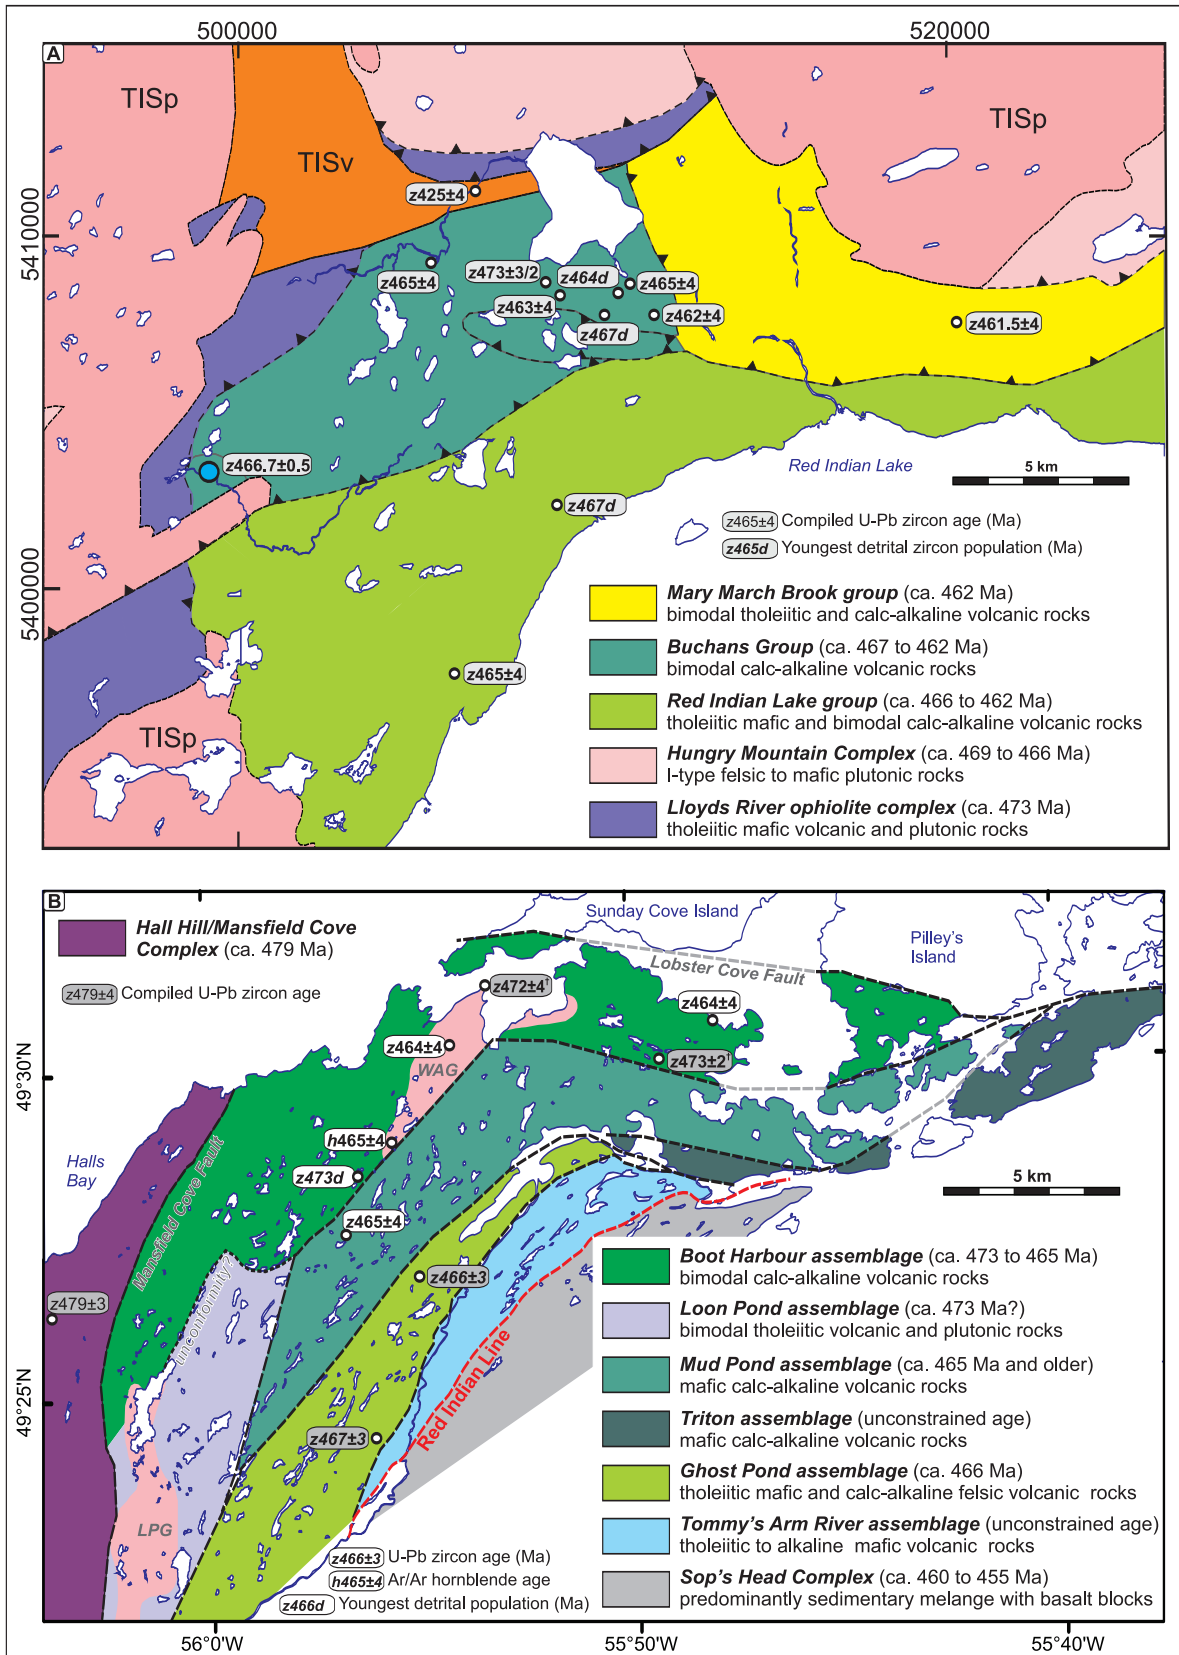 500000
520000
A
TISp
TISv
TISp
z425±4
5410000
z465±4
z473±3/2
z464d
z465±4
z463±4
z462±4
z467d
z461.5±4
z466.7±0.5
Red Indian Lake
5 km
z467d
z465±4 Compiled U-Pb zircon age (Ma)
z465d Youngest detrital zircon population (Ma)
5400000
Mary March Brook group (ca. 462 Ma)
bimodal tholeiitic and calc-alkaline volcanic rocks
Buchans Group (ca. 467 to 462 Ma)
bimodal calc-alkaline volcanic rocks
z465±4
Red Indian Lake group (ca. 466 to 462 Ma)
tholeiitic mafic and bimodal calc-alkaline volcanic rocks
TISp
Hungry Mountain Complex (ca. 469 to 466 Ma)
I-type felsic to mafic plutonic rocks
Lloyds River ophiolite complex (ca. 473 Ma)
tholeiitic mafic volcanic and plutonic rocks
B
Hall Hill/Mansfield Cove
Complex (ca. 479 Ma)
z479±4 Compiled U-Pb zircon age
Sunday Cove Island
Pilley's
Island
Lobster Cove Fault
z472±4†
z464±4
z464±4
z473±2†
WAG
49°30'N
h465±4
z473d
Halls
Bay
Mansfield Cove Fault
z465±4
5 km
unconformity?
z466±3
z479±3
Red Indian Line
49°25'N
z467±3
LPG
Boot Harbour assemblage (ca. 473 to 465 Ma)
bimodal calc-alkaline volcanic rocks
Loon Pond assemblage (ca. 473 Ma?)
bimodal tholeiitic volcanic and plutonic rocks
Mud Pond assemblage (ca. 465 Ma and older)
mafic calc-alkaline volcanic rocks
Triton assemblage (unconstrained age)
mafic calc-alkaline volcanic rocks
Ghost Pond assemblage (ca. 466 Ma)
tholeiitic mafic and calc-alkaline felsic volcanic rocks
Tommy's Arm River assemblage (unconstrained age)
tholeiitic to alkaline mafic volcanic rocks
Sop's Head Complex (ca. 460 to 455 Ma)
predominantly sedimentary melange with basalt blocks
z466±3 U-Pb zircon age (Ma)
h465±4 Ar/Ar hornblende age
z466d Youngest detrital population (Ma)
56°0'W
55°50'W
55°40'W